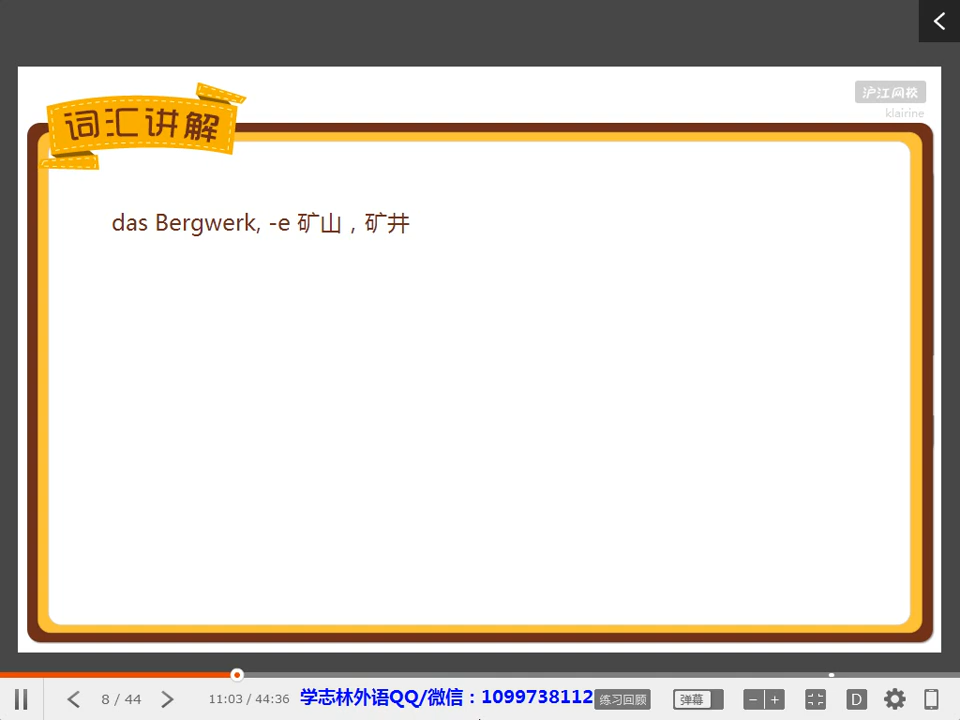 沪江网校
klairine
词汇讲解
das Bergwerk, -e 矿山，矿井
8 / 44
11:03 / 44:36
学志林外语QQ/微信：1099738112
练习回顾
弹幕
D